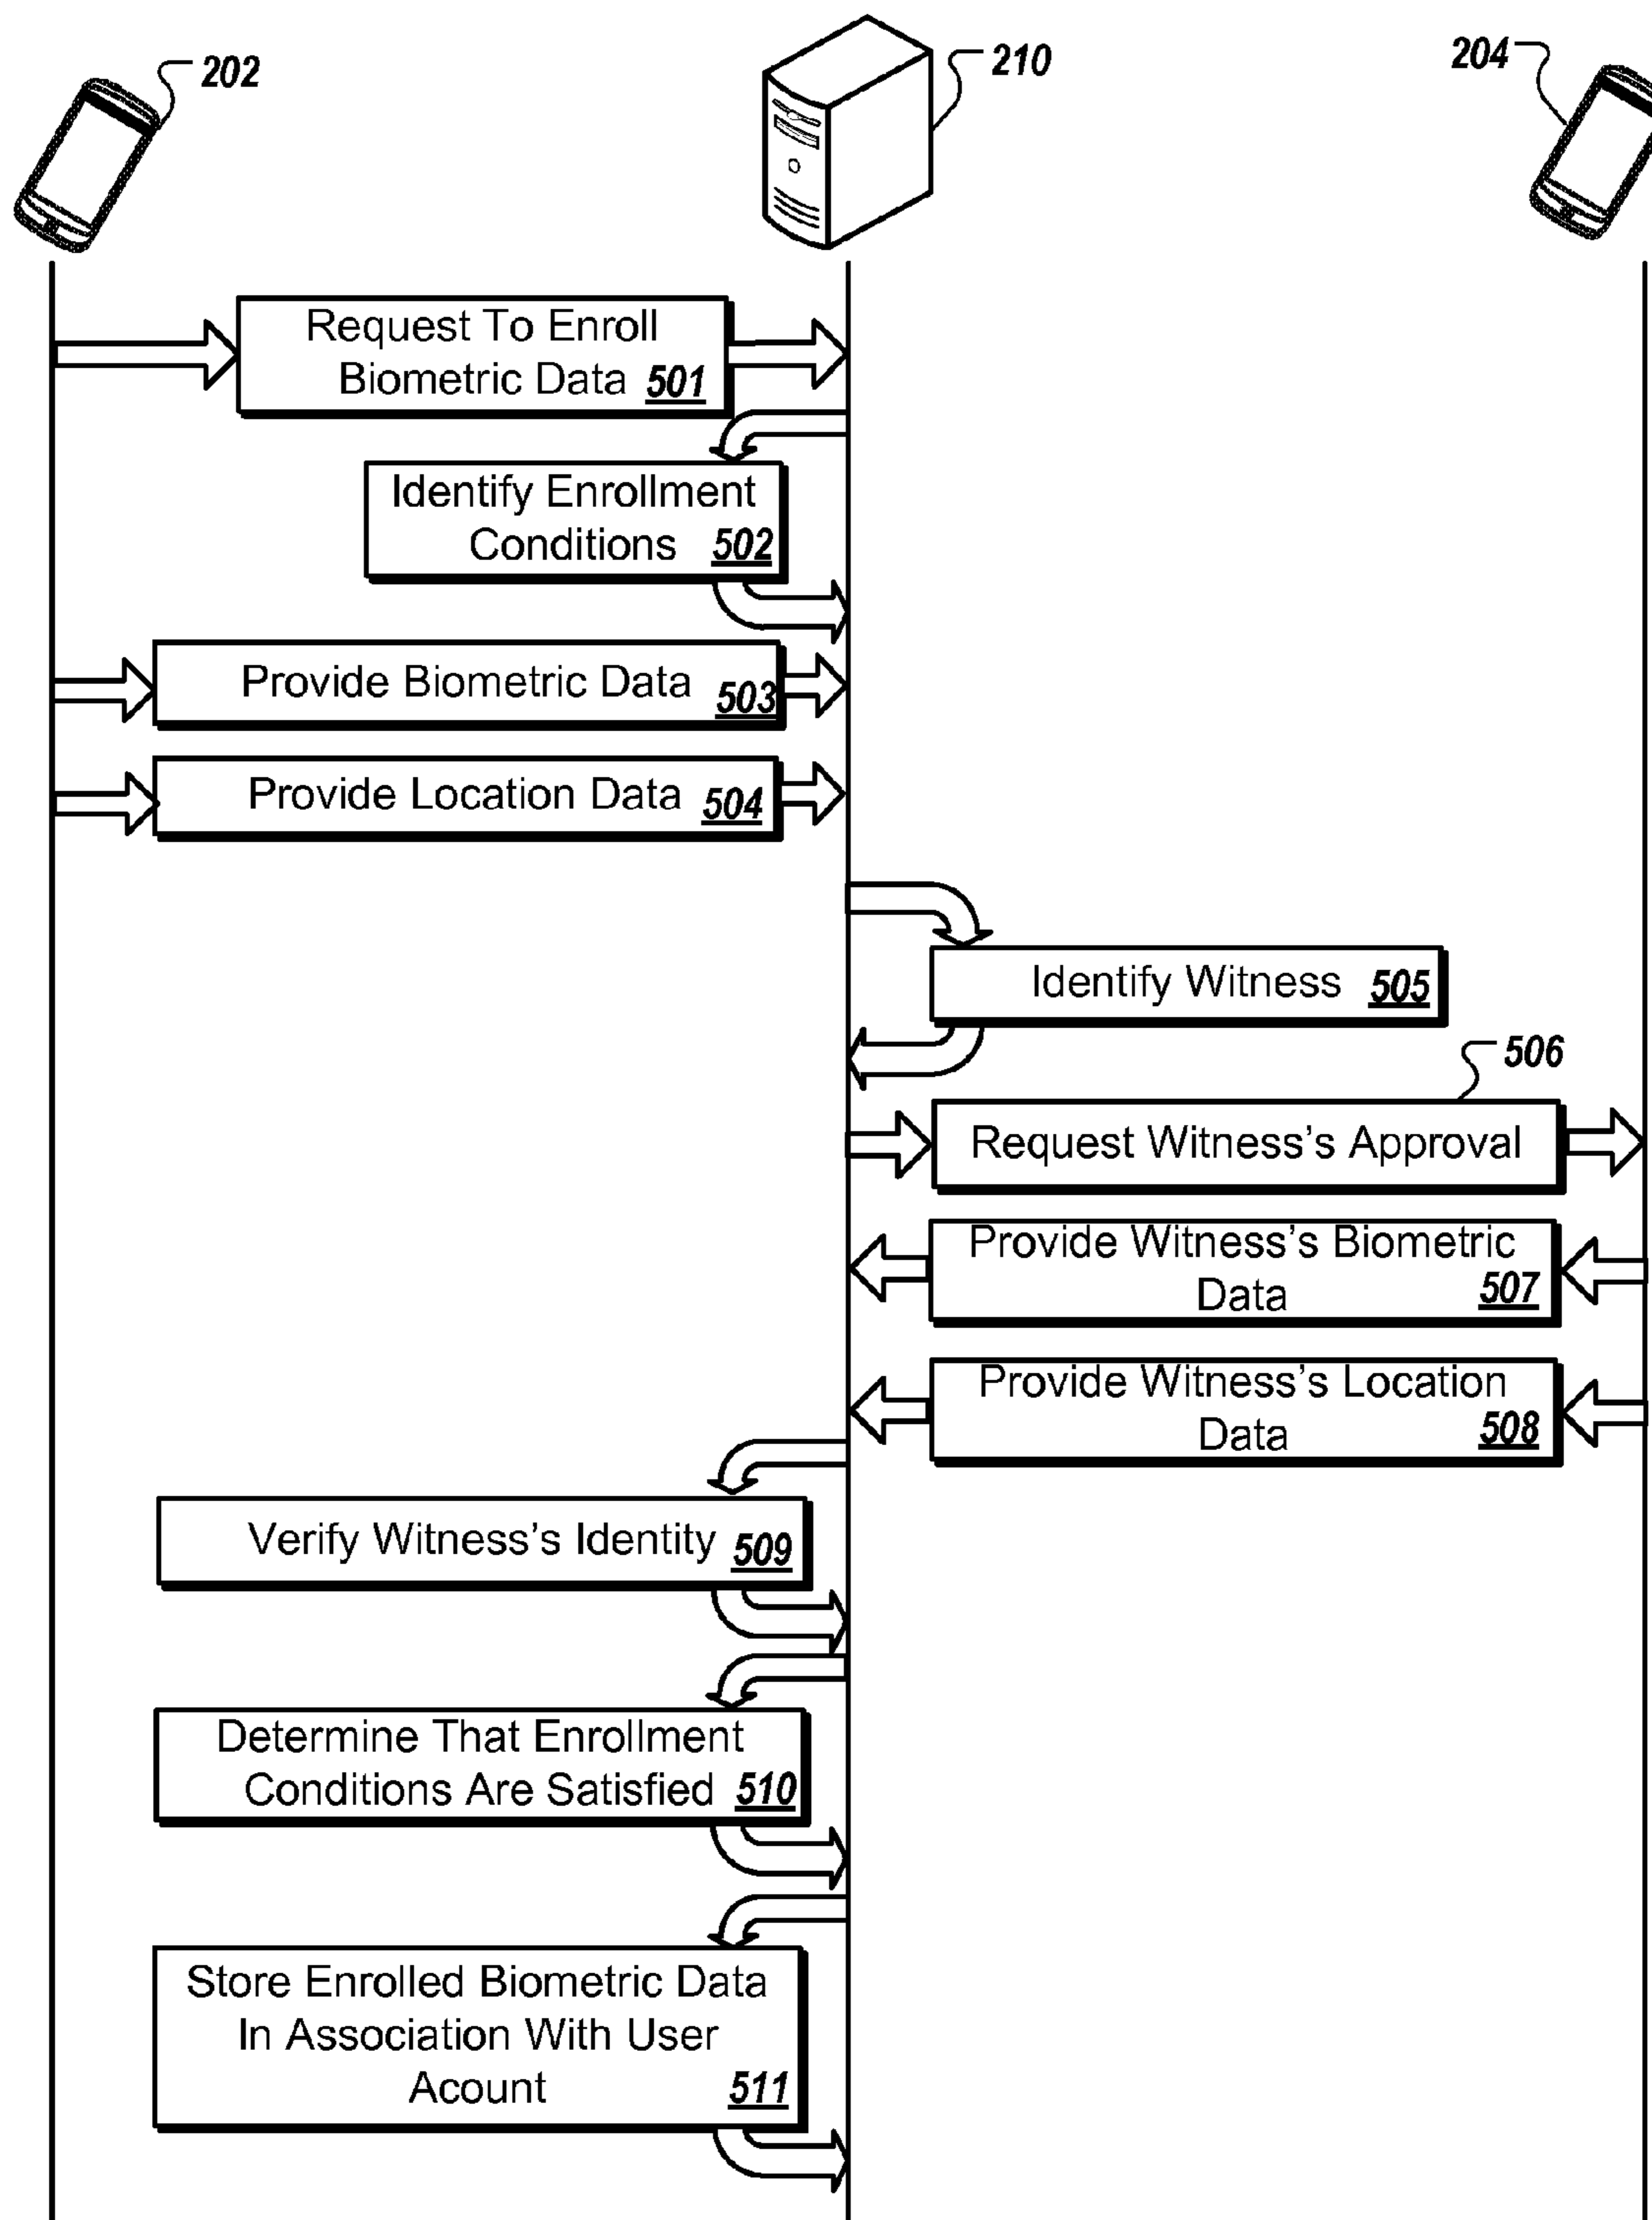 202
210
204
Request To Enroll
Biometric Data 501
Identify Enrollment
Conditions 502
Provide Biometric Data 503
Provide Location Data 504
Identify Witness 505
506
Request Witness's Approval
Provide Witness's Biometric
Data 507
Provide Witness's Location
Data 508
Verify Witness's Identity 509
Determine That Enrollment
Conditions Are Satisfied 510
Store Enrolled Biometric Data
In Association With User
Acount 511